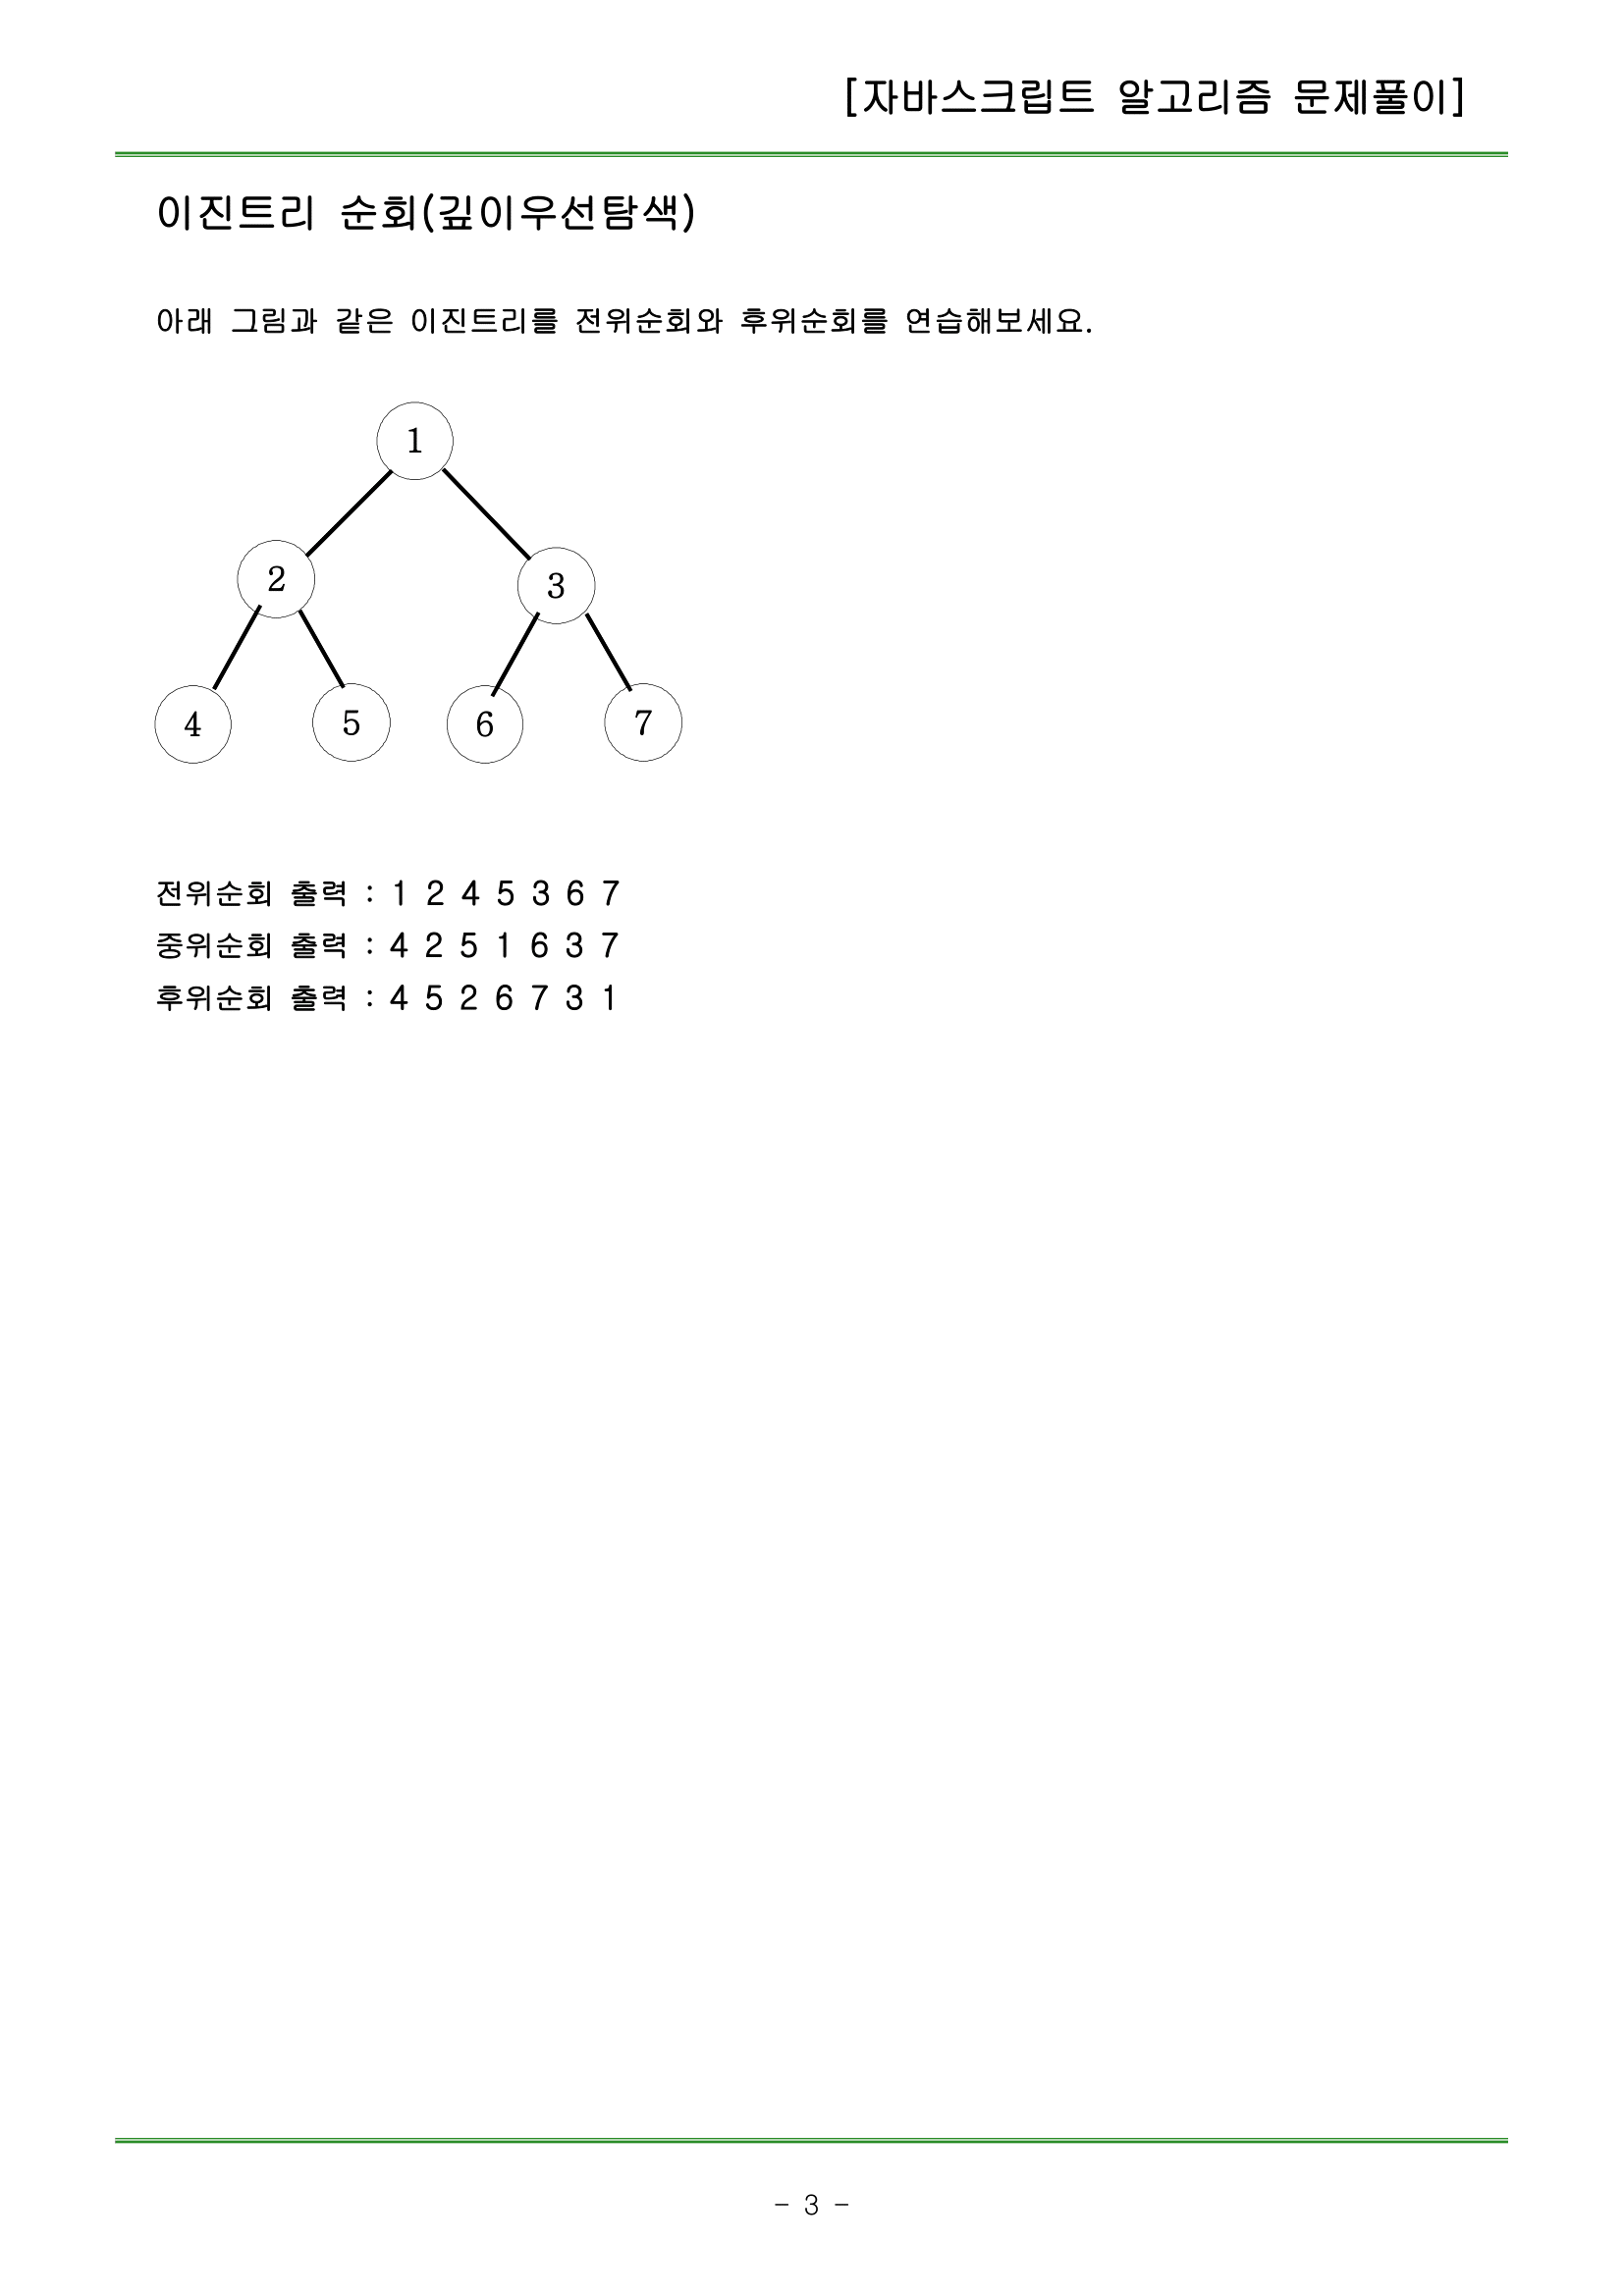 [자바스크립트 알고리즘 문제풀이]
이진트리 순회(깊이우선탐색)
아래 그림과 같은 이진트리를 전위순회와 후위순회를 연습해보세요.
1
2
3
4
5
6
7
전위순회 출력 : 1 2 4 5 3 6 7
중위순회 출력 : 4 2 5 1 6 3 7
후위순회 출력 : 4 5 2 6 7 3 1
- 3 -